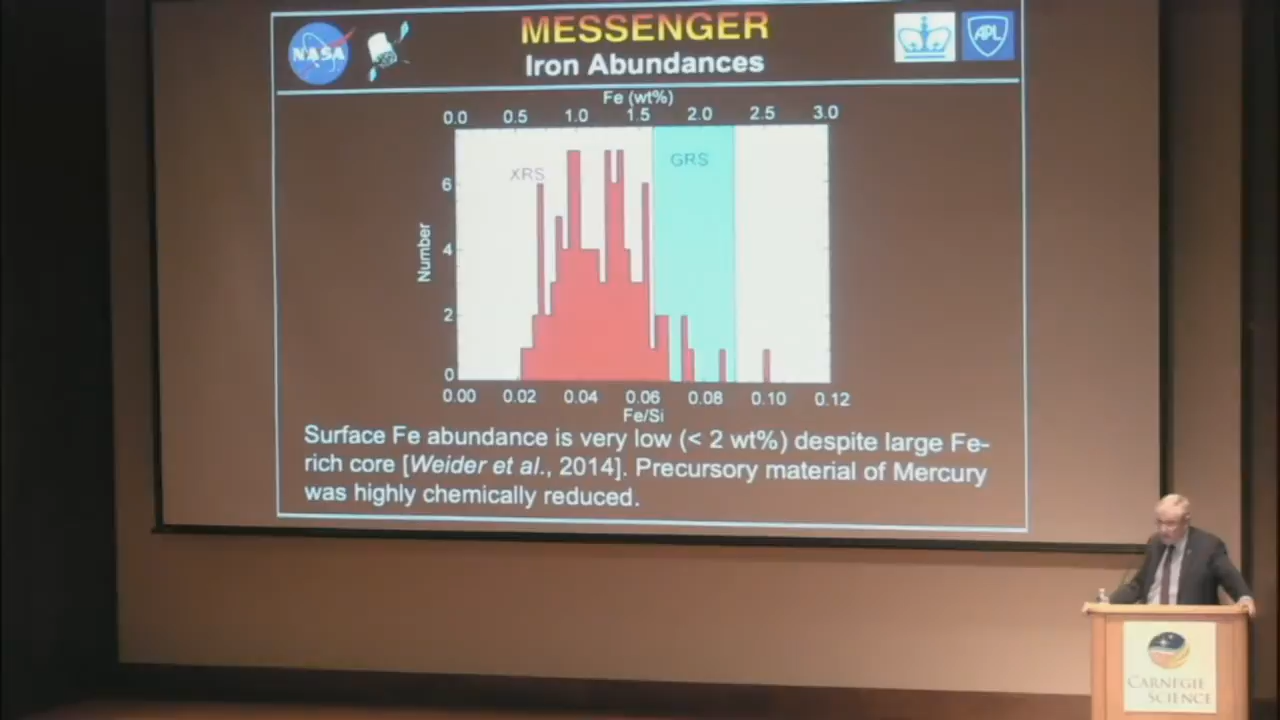 NASA
MESSENGER
APL
Iron Abundances
Fe (wt%)
0.0 0.5 1.0 1.5 2.0 2.5 3.0
XRS
GRS
Number
6
4
2
0
0.00 0.02 0.04 0.06 0.08 0.10 0.12
Fe/Si
Surface Fe abundance is very low (< 2 wt%) despite large Fe-
rich core [Weider et al., 2014]. Precursory material of Mercury
was highly chemically reduced.
CARNEGIE
SCIENCE